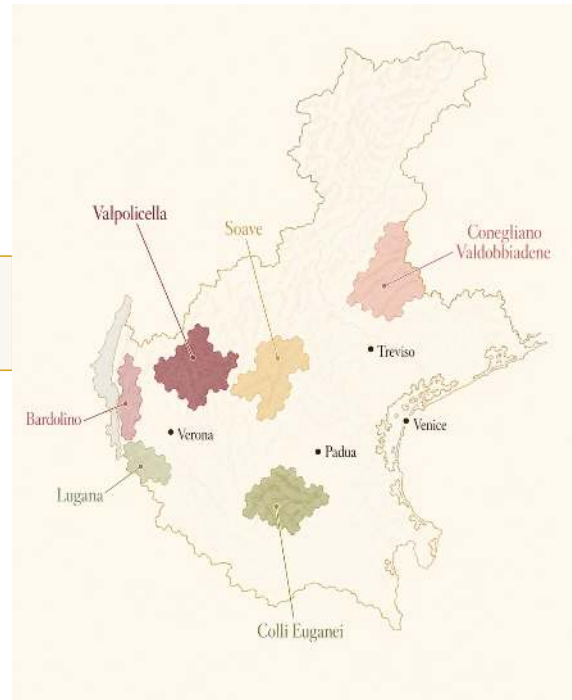 Valpolicella
Soave
Conegliano
Valdobbiadene
Treviso
Bardolino
Verona
Venice
Padua
Lugana
Colli Euganei